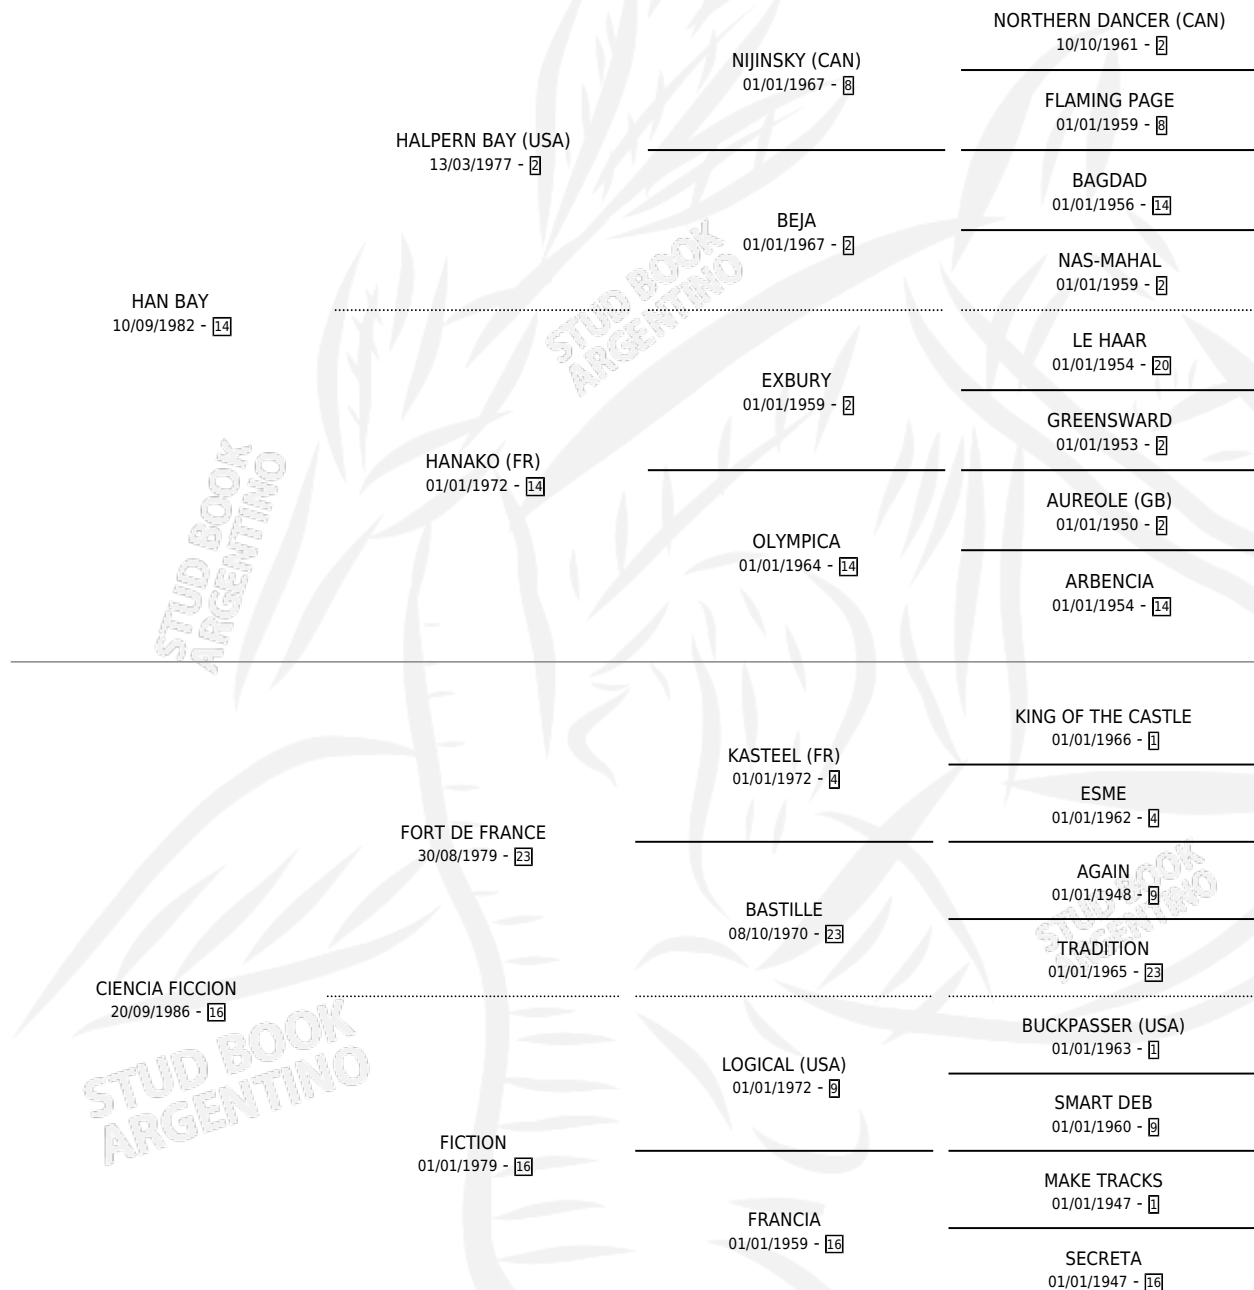 NORTHERN DANCER (CAN)
10/10/1961 - 2
NIJINSKY (CAN)
01/01/1967 - 8
FLAMING PAGE
01/01/1959 - 8
HALPERN BAY (USA)
13/03/1977 - 2
BAGDAD
01/01/1956 - 14
BEJA
01/01/1967 - 2
NAS-MAHAL
01/01/1959 - 2
HAN BAY
10/09/1982 - 14
LE HAAR
01/01/1954 - 20
EXBURY
01/01/1959 - 2
GREENSWARD
01/01/1953 - 2
HANAKO (FR)
01/01/1972 - 14
AUREOLE (GB)
01/01/1950 - 2
OLYMPICA
01/01/1964 - 14
ARBENCIA
01/01/1954 - 14
KING OF THE CASTLE
01/01/1966 - 1
KASTEEL (FR)
01/01/1972 - 4
ESME
01/01/1962 - 4
FORT DE FRANCE
30/08/1979 - 23
AGAIN
01/01/1948 - 9
BASTILLE
08/10/1970 - 23
TRADITION
01/01/1965 - 23
CIENCIA FICCION
20/09/1986 - 16
BUCKPASSER (USA)
01/01/1963 - 1
LOGICAL (USA)
01/01/1972 - 9
SMART DEB
01/01/1960 - 9
FICTION
01/01/1979 - 16
MAKE TRACKS
01/01/1947 - 1
FRANCIA
01/01/1959 - 16
SECRETA
01/01/1947 - 16
STUD BOOK
ARGENTINO
STUD BOOK
ARGENTINO
STUD BOOK
ARGENTINO
STUD BOOK
ARGENTINO